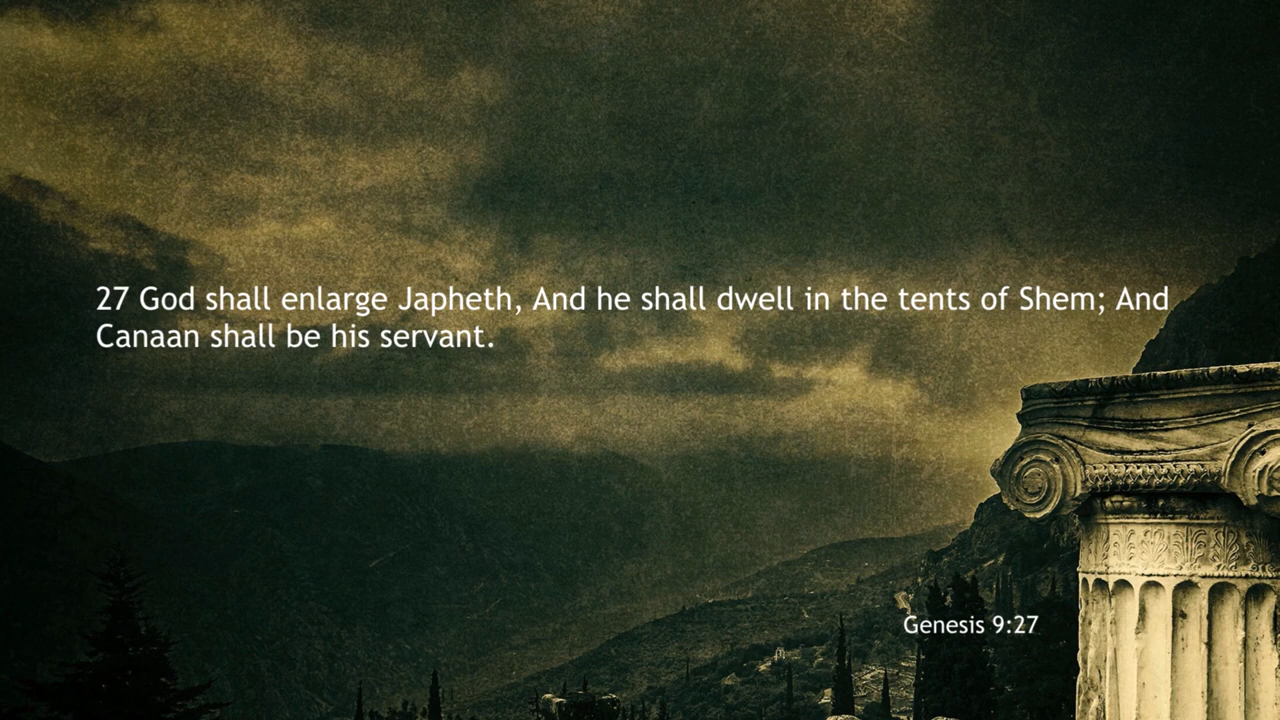 27 God shall enlarge Japheth, And he shall dwell in the tents of Shem; And
Canaan shall be his servant.
Genesis 9:27